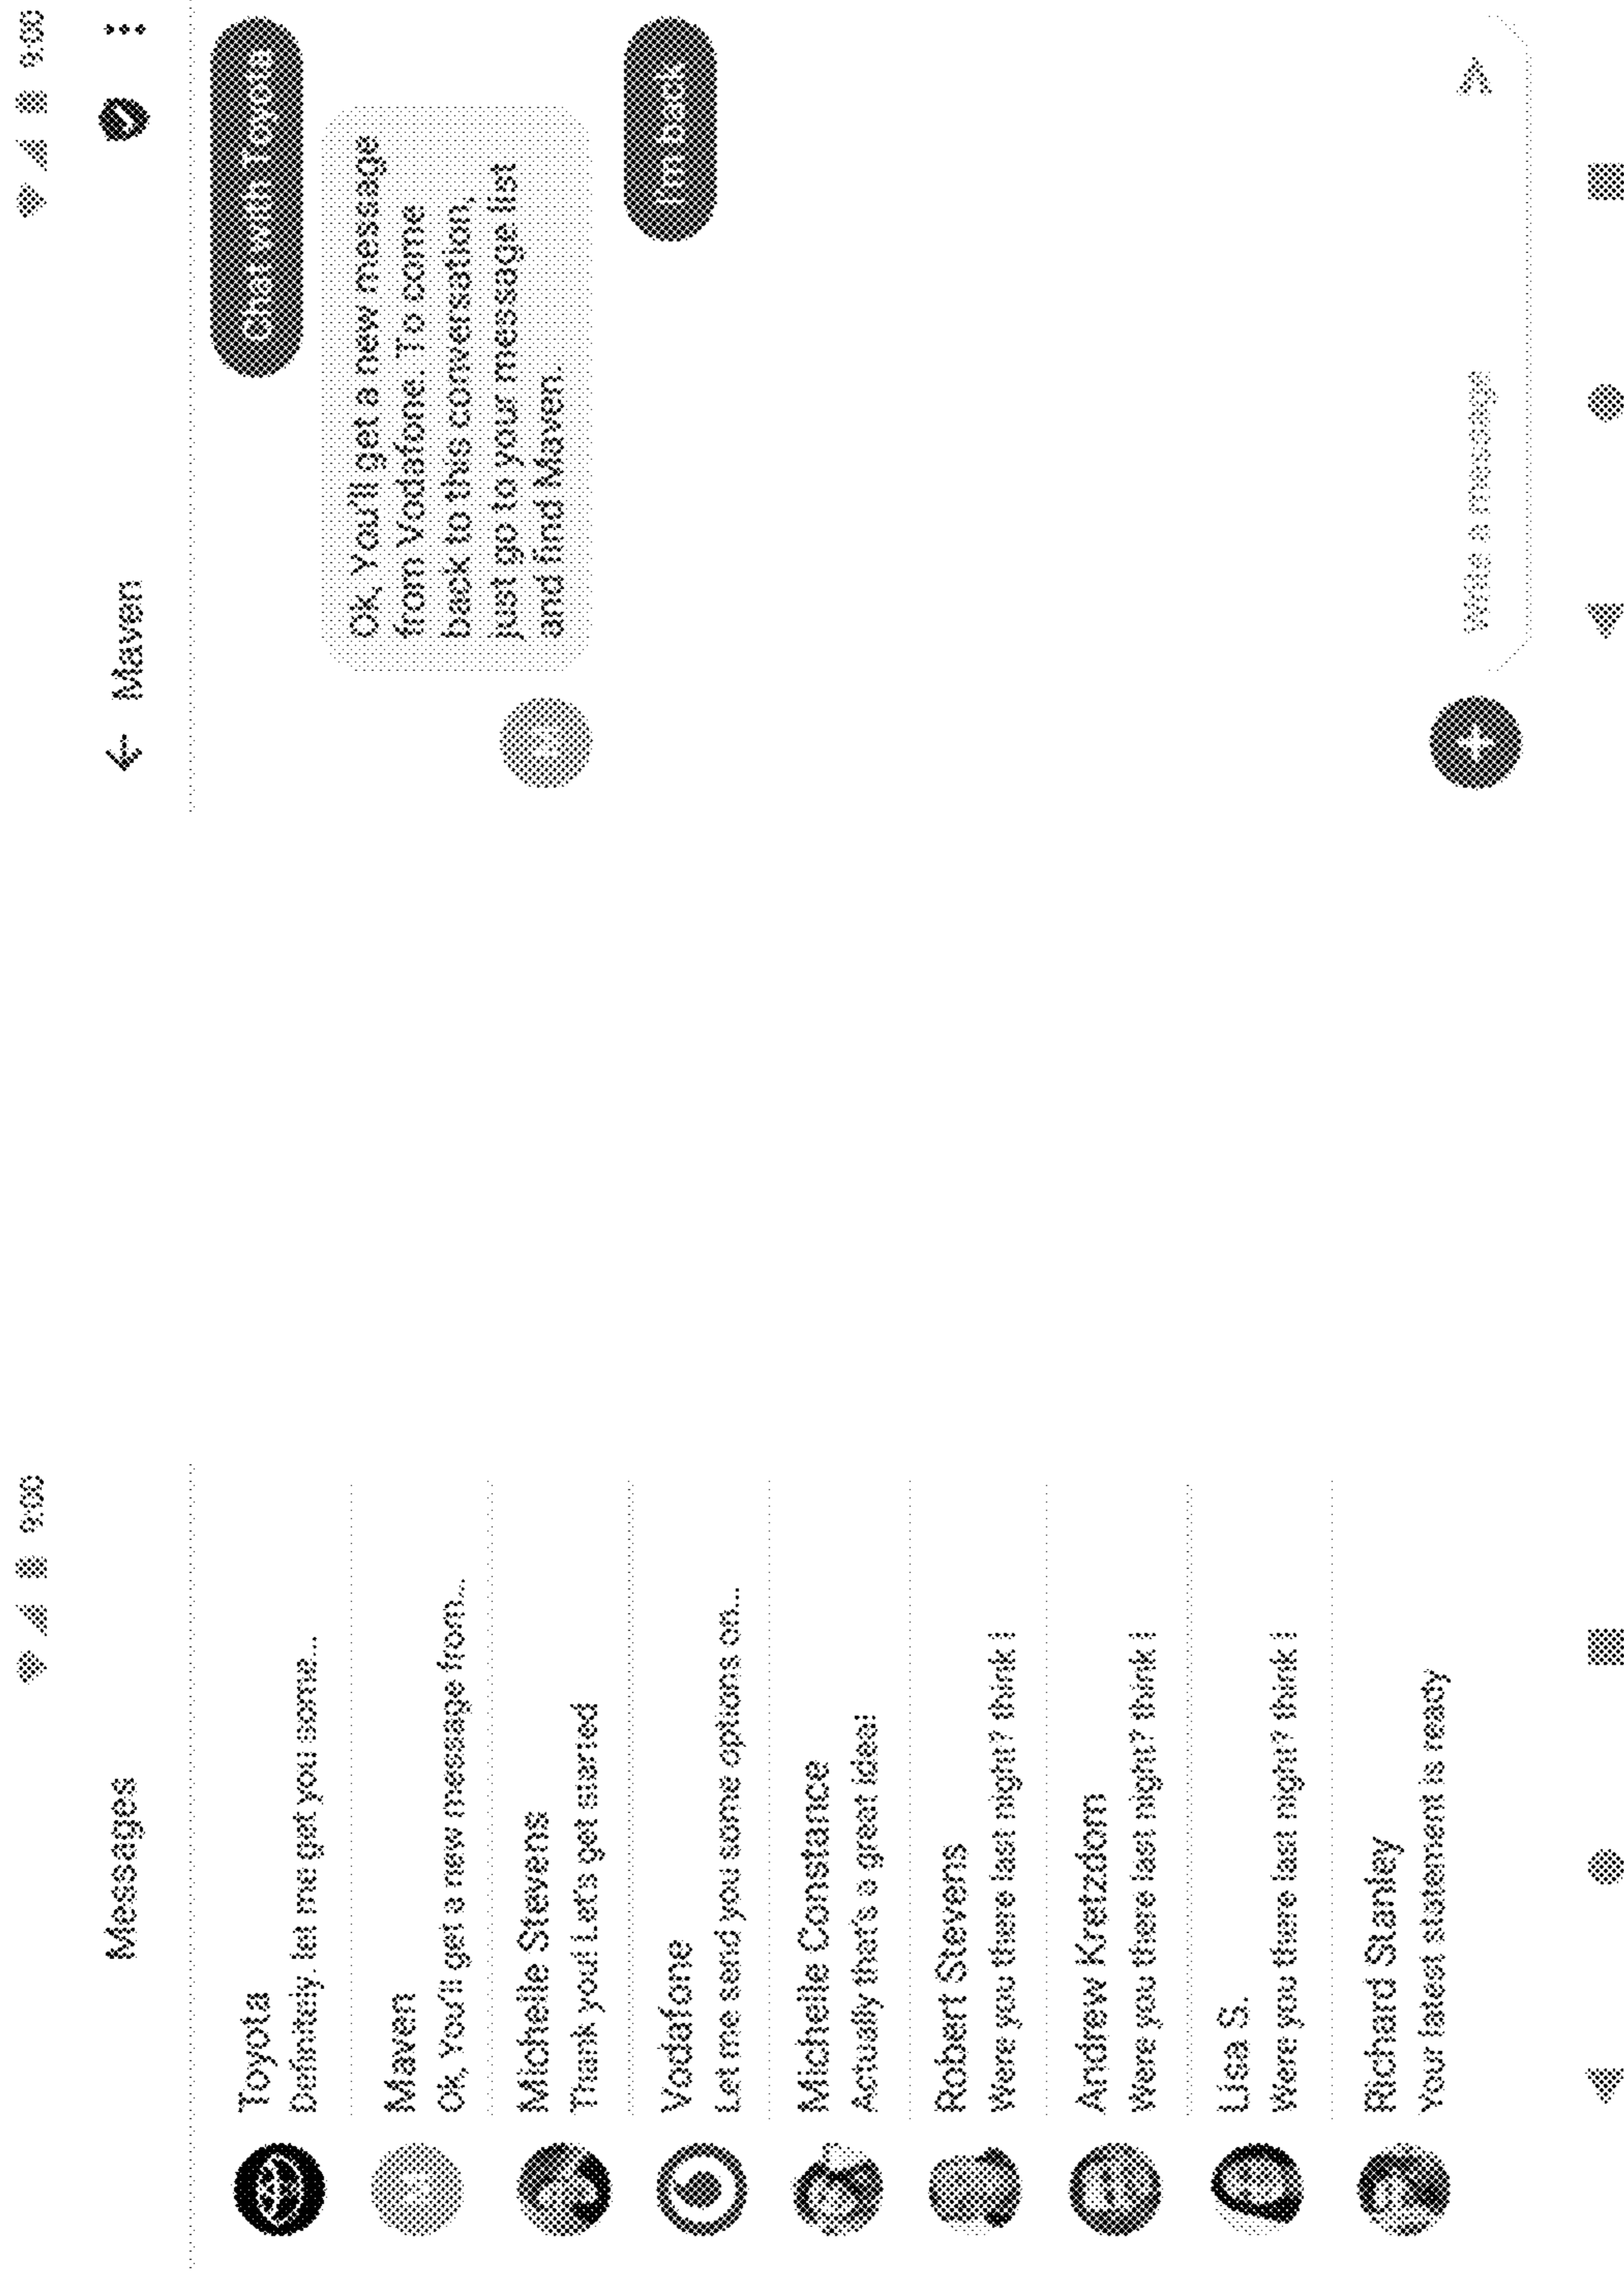 9:00
Messages
Toyota
Definitely. let me get you some...
Maven
Ok, You'll get a new message from...
Michelle Stevens
Thank you! Let's get started
Vodafone
Let me send you some options on...
Michelle Constance
Actually that's a great idea!
Robert Stevens
Were you there last night? think i
Andrew Kretzdorn
Were you there last night? think i
Lisa S.
Were you there last night? think i
Richard Stanley
Your latest statement is ready
9:00
Maven
Chat with Toyota
Ok, You'll get a new message
from Vodafone. To come
back to this conversation,
just go to your message list
and find Maven.
I'm back
Write a message